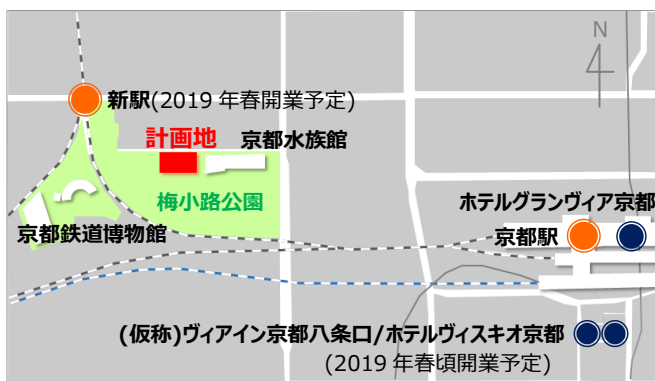 N
新駅(2019 年春開業予定)
計画地
京都水族館
梅小路公園
ホテルグランヴィア京都
京都鉄道博物館
京都駅
(仮称)ヴィアイン京都八条口/ホテルヴィスキオ京都
(2019 年春頃開業予定)